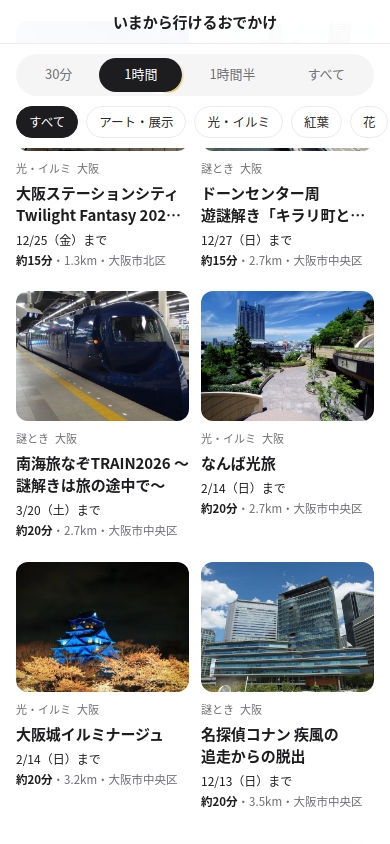 いまから行けるおでかけ
30分
1時間
1時間半
すべて
すべて
アート・展示
光・イルミ
紅葉
花
光・イルミ 大阪
大阪ステーションシティ
Twilight Fantasy 202…
12/25（金）まで
約15分・1.3km・大阪市北区
謎とき 大阪
ドーンセンター周
遊謎解き「キラリ町と…
12/27（日）まで
約15分・2.7km・大阪市中央区
謎とき 大阪
南海旅なぞTRAIN2026 〜
謎解きは旅の途中で〜
3/20（土）まで
約20分・2.7km・大阪市中央区
光・イルミ 大阪
なんば光旅
2/14（日）まで
約20分・2.7km・大阪市中央区
光・イルミ 大阪
大阪城イルミナージュ
2/14（日）まで
約20分・3.2km・大阪市中央区
謎とき 大阪
名探偵コナン 疾風の
追走からの脱出
12/13（日）まで
約20分・3.5km・大阪市中央区